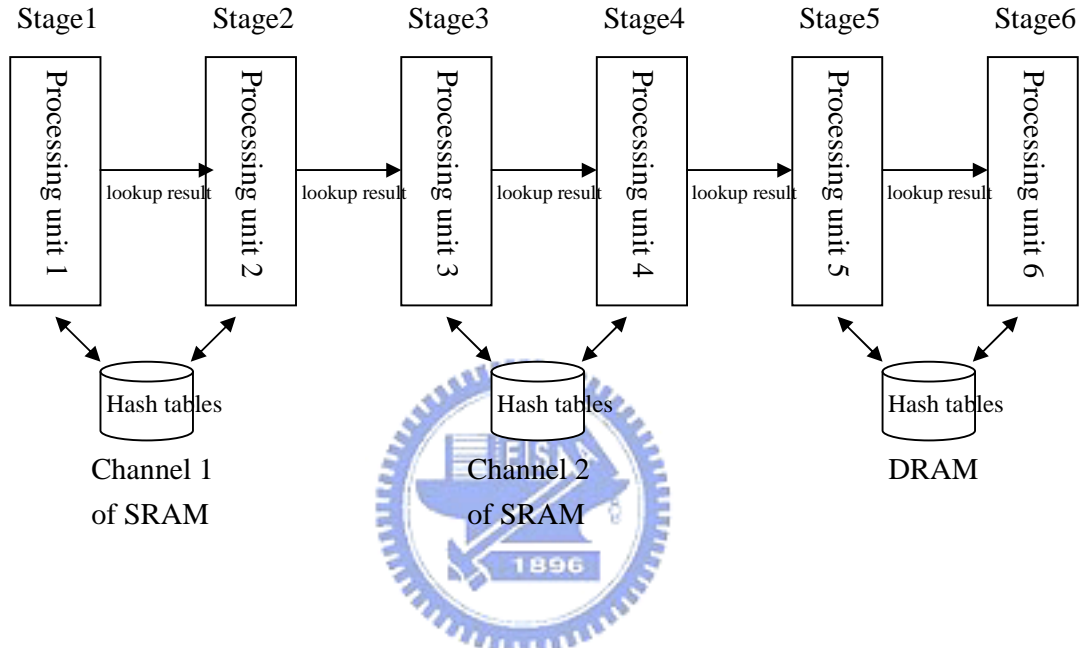 Stage1 Stage2 Stage3 Stage4 Stage5 Stage6
Processing unit 1
Processing unit 2
Processing unit 3
Processing unit 4
Processing unit 5
Processing unit 6
lookup result lookup result lookup result lookup result lookup result
Hash tables Hash tables Hash tables
Channel 1
of SRAM
Channel 2
of SRAM
DRAM
1896